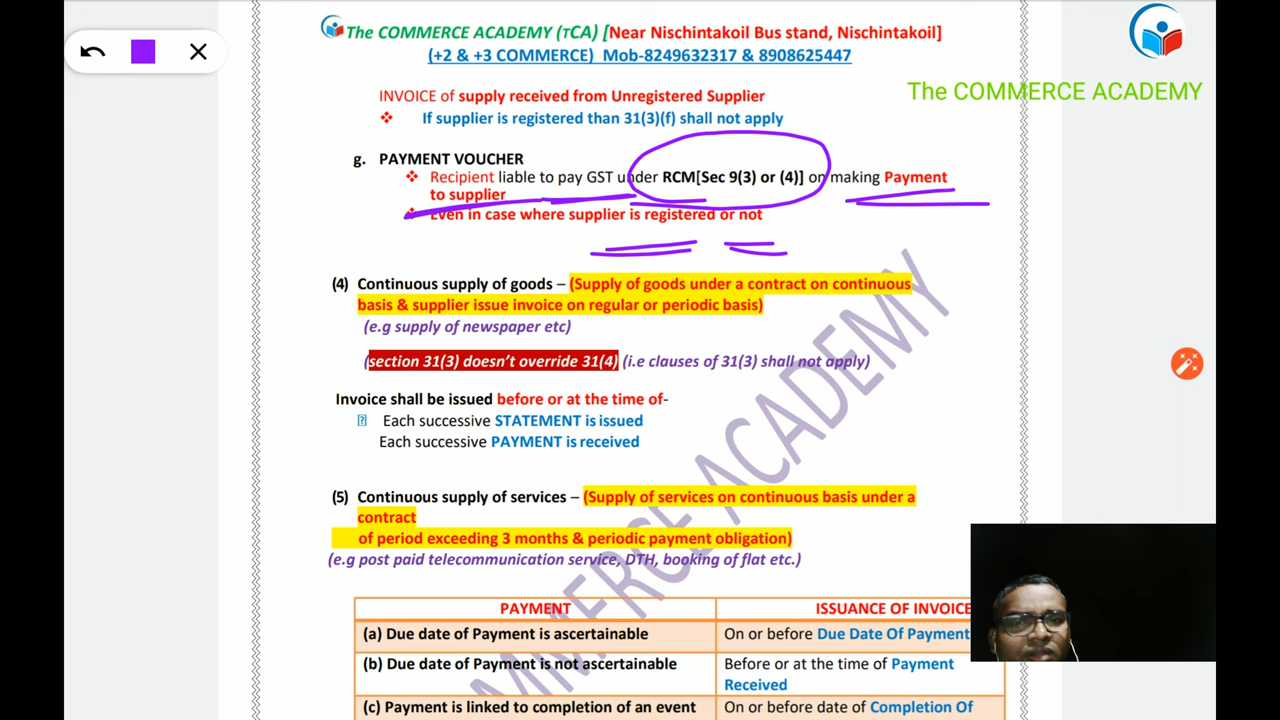 The COMMERCE ACADEMY (TCA) [Near Nischintakoil Bus stand, Nischintakoil]
(+2 & +3 COMMERCE) Mob-8249632317 & 8908625447
The COMMERCE ACADEMY
INVOICE of supply received from Unregistered Supplier
❖ If supplier is registered than 31(3)(f) shall not apply
g. PAYMENT VOUCHER
❖ Recipient liable to pay GST under RCM[Sec 9(3) or (4)] on making Payment
to supplier
❖ Even in case where supplier is registered or not
(4) Continuous supply of goods – (Supply of goods under a contract on continuous
basis & supplier issue invoice on regular or periodic basis)
(e.g supply of newspaper etc)
(section 31(3) doesn’t override 31(4) (i.e clauses of 31(3) shall not apply)
Invoice shall be issued before or at the time of-
Each successive STATEMENT is issued
Each successive PAYMENT is received
(5) Continuous supply of services – (Supply of services on continuous basis under a
contract
of period exceeding 3 months & periodic payment obligation)
(e.g post paid telecommunication service, DTH, booking of flat etc.)
PAYMENT ISSUANCE OF INVOICE
(a) Due date of Payment is ascertainable On or before Due Date Of Payment
(b) Due date of Payment is not ascertainable Before or at the time of Payment
Received
(c) Payment is linked to completion of an event On or before date of Completion Of
MMERCE ACADEMY